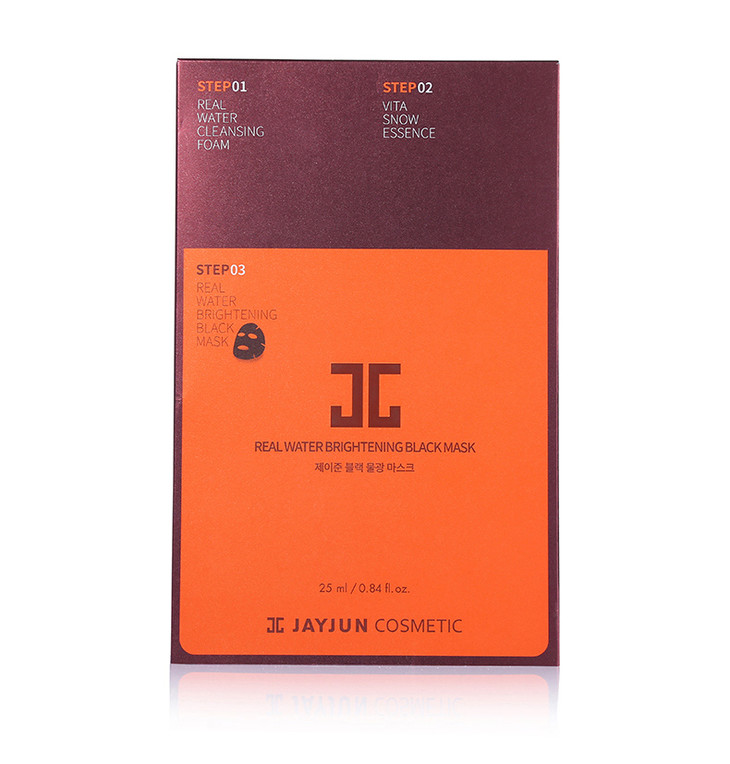 STEP01
REAL
WATER
CLEANSING
FOAM
STEP02
VITA
SNOW
ESSENCE
STEP03
REAL
WATER
BRIGHTENING
BLACK
MASK
REAL WATER BRIGHTENING BLACK MASK
제이준 블랙 물광 마스크
25 ml / 0.84 fl.oz.
JAYJUN COSMETIC